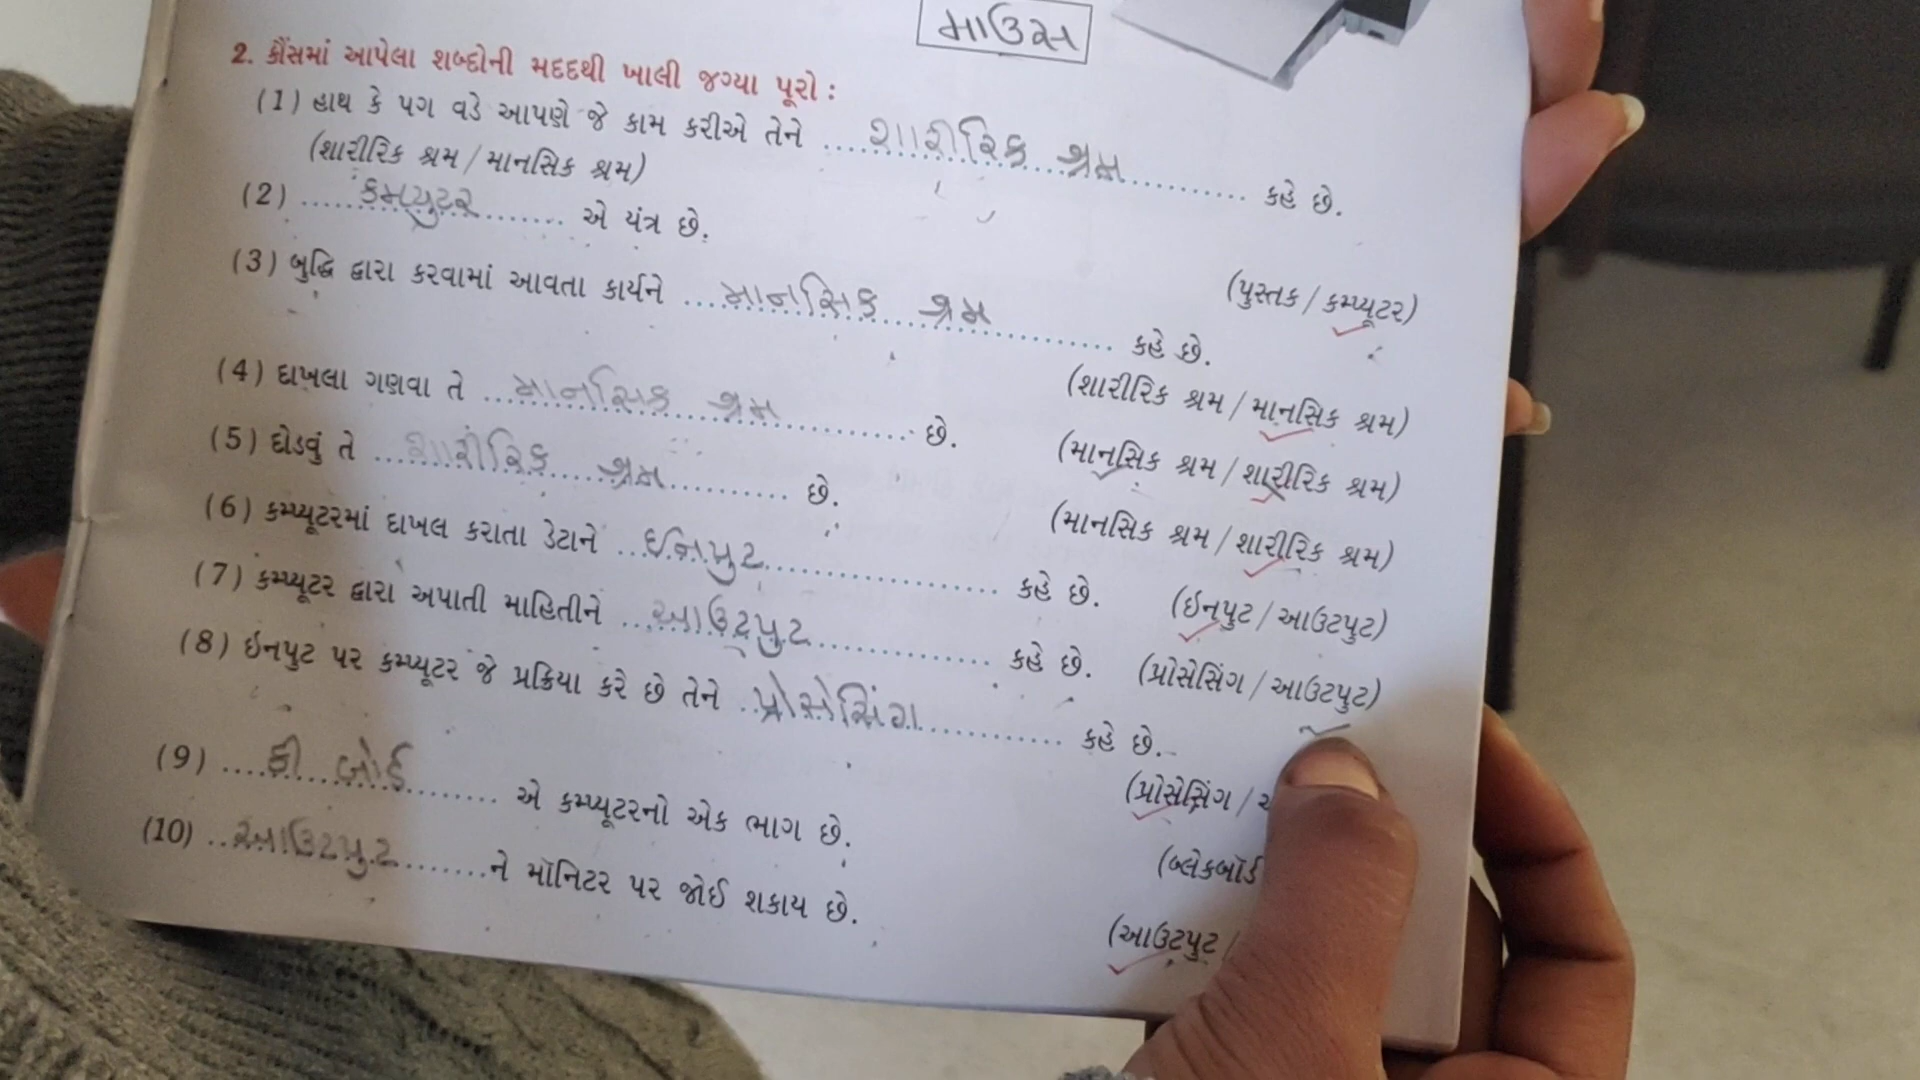 માઉસ
2. કૌંસમાં આપેલા શબ્દોની મદદથી ખાલી જગ્યા પૂરો :
(1) હાથ કે પગ વડે આપણે જે કામ કરીએ તેને શારીરિક શ્રમ કહે છે.
(શારીરિક શ્રમ / માનસિક શ્રમ)
(2) કમ્પ્યુટર એ યંત્ર છે. (પુસ્તક / કમ્પ્યૂટર)
(3) બુદ્ધિ દ્વારા કરવામાં આવતા કાર્યને માનસિક શ્રમ કહે છે.
(શારીરિક શ્રમ / માનસિક શ્રમ)
(4) દાખલા ગણવા તે માનસિક શ્રમ છે. (માનસિક શ્રમ / શારીરિક શ્રમ)
(5) દોડવું તે શારીરિક શ્રમ છે. (માનસિક શ્રમ / શારીરિક શ્રમ)
(6) કમ્પ્યૂટરમાં દાખલ કરાતા ડેટાને ઈનપુટ કહે છે. (ઇનપુટ / આઉટપુટ)
(7) કમ્પ્યૂટર દ્વારા અપાતી માહિતીને આઉટપુટ કહે છે. (પ્રોસેસિંગ / આઉટપુટ)
(8) ઇનપુટ પર કમ્પ્યૂટર જે પ્રક્રિયા કરે છે તેને પ્રોસેસિંગ કહે છે.
(પ્રોસેસિંગ /
(9) કી બોર્ડ એ કમ્પ્યૂટરનો એક ભાગ છે. (બ્લેકબૉર્ડ
(10) આઉટપુટ ને મૉનિટર પર જોઈ શકાય છે. (આઉટપુટ /